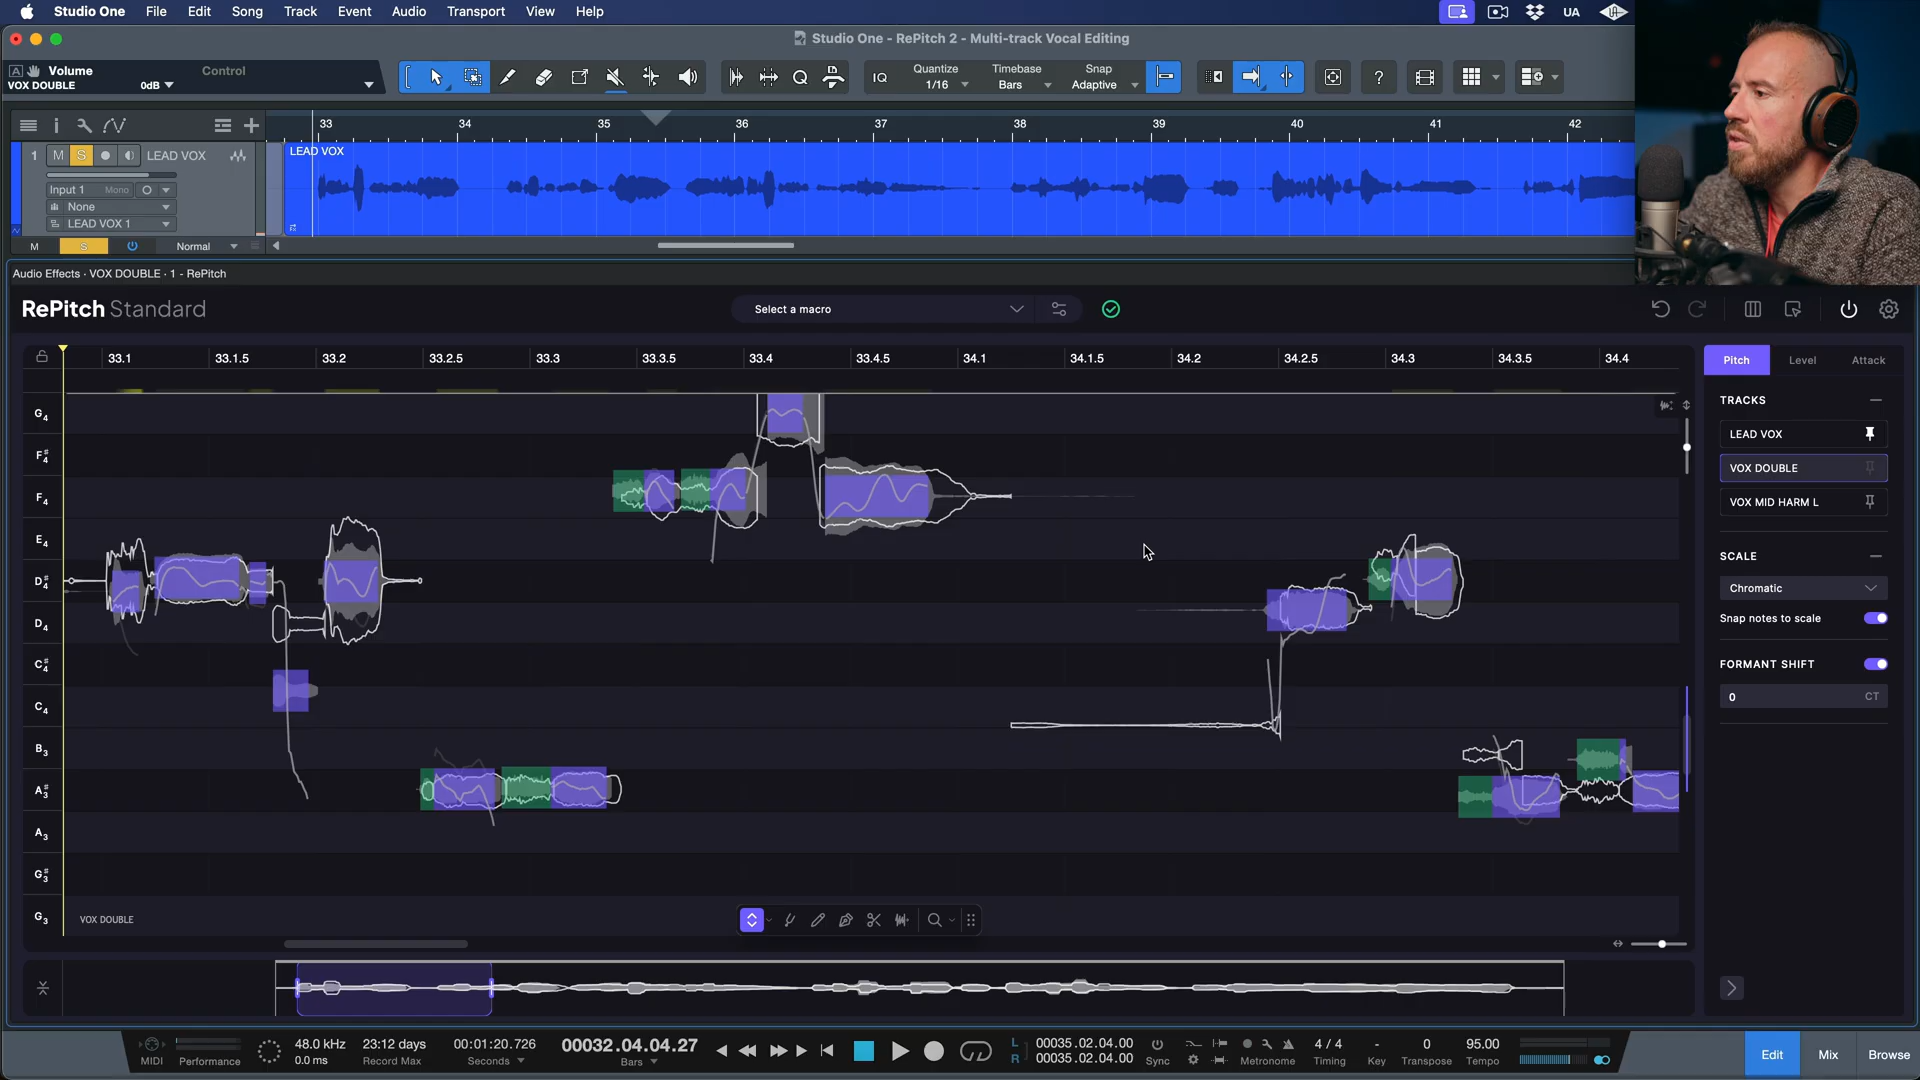 Studio One File Edit Song Track Event Audio Transport View Help UA
Studio One - RePitch 2 - Multi-track Vocal Editing
A Volume Control
VOX DOUBLE 0dB
IQ Quantize Timebase Snap
1/16 Bars Adaptive
?
33 34 35 36 37 38 39 40 41 42
1 M S LEAD VOX LEAD VOX
Input 1 Mono
None
LEAD VOX 1
M S Normal
Audio Effects · VOX DOUBLE · 1 - RePitch
RePitch Standard Select a macro
33.1 33.1.5 33.2 33.2.5 33.3 33.3.5 33.4 33.4.5 34.1 34.1.5 34.2 34.2.5 34.3 34.3.5 34.4
Pitch Level Attack
TRACKS
LEAD VOX
VOX DOUBLE
VOX MID HARM L
SCALE
Chromatic
Snap notes to scale
FORMANT SHIFT
0 CT
G4
F♯4
F4
E4
D♯4
D4
C♯4
C4
B3
A♯3
A3
G♯3
G3
VOX DOUBLE
MIDI Performance 48.0 kHz 0.0 ms 23:12 days Record Max 00:01:20.726 Seconds 00032.04.04.27 Bars
L 00035.02.04.00
R 00035.02.04.00
Sync Metronome 4 / 4 Timing - Key 0 Transpose 95.00 Tempo
Edit Mix Browse